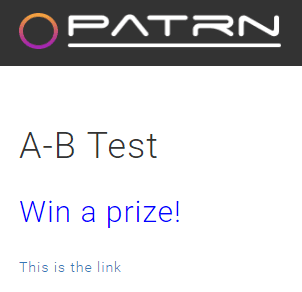 PATRN
A-B Test
Win a prize!
This is the link